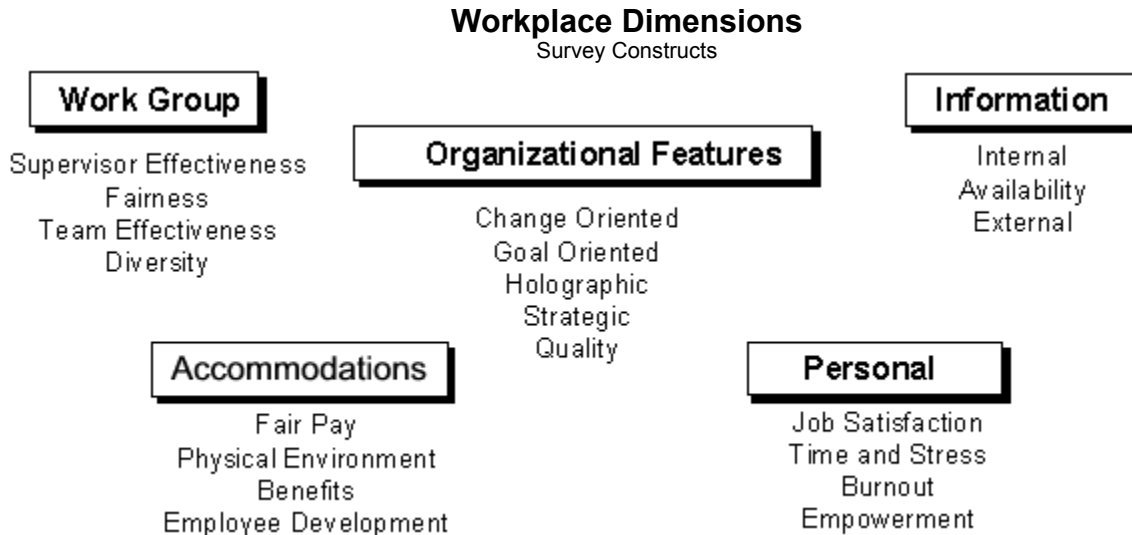 Workplace Dimensions
Survey Constructs
Work Group
Supervisor Effectiveness
Fairness
Team Effectiveness
Diversity
Organizational Features
Change Oriented
Goal Oriented
Holographic
Strategic
Quality
Information
Internal
Availability
External
Accommodations
Fair Pay
Physical Environment
Benefits
Employee Development
Personal
Job Satisfaction
Time and Stress
Burnout
Empowerment